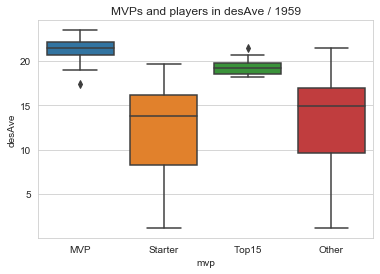 MVPs and players in desAve / 1959
desAve
20
15
10
5
MVP Starter Top15 Other
mvp